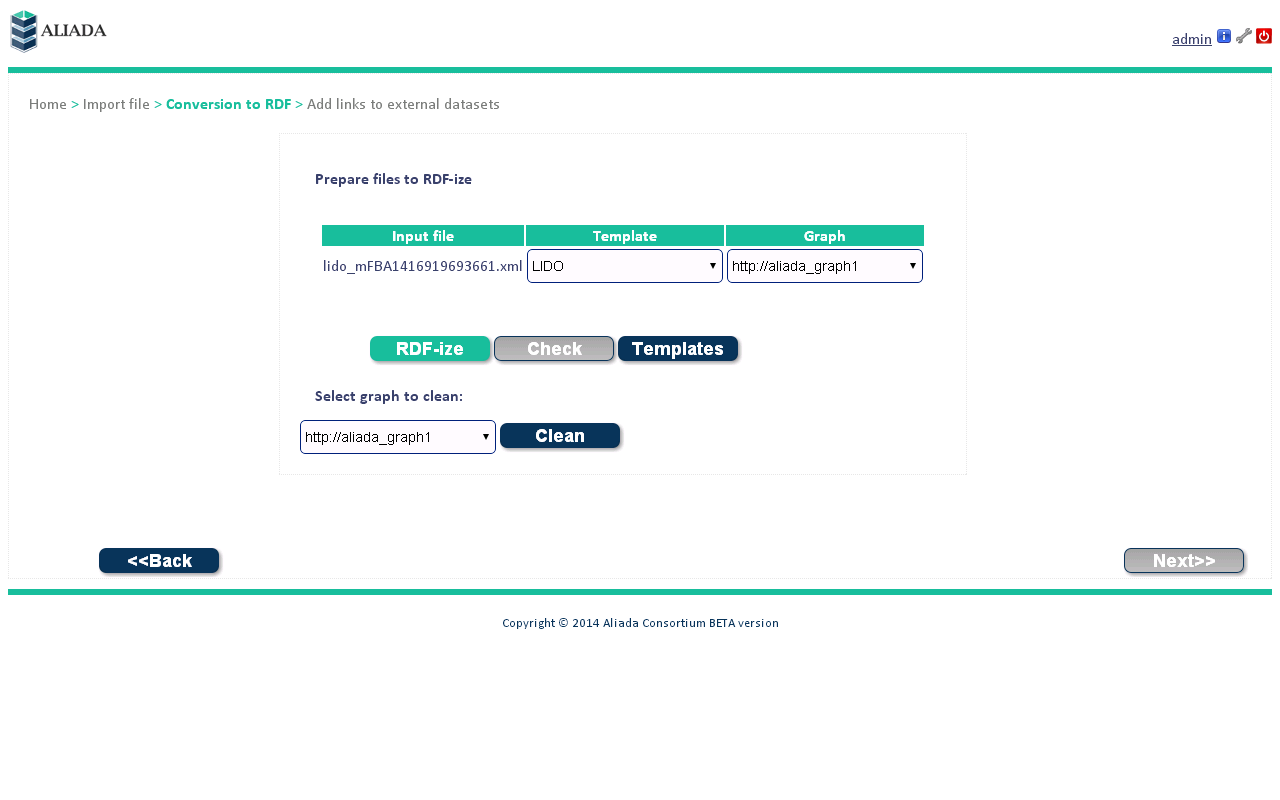 ALIADA
admin
Home > Import file > Conversion to RDF > Add links to external datasets
Prepare files to RDF-ize
Input file Template Graph
lido_mFBA1416919693661.xml LIDO http://aliada_graph1
RDF-ize Check Templates
Select graph to clean:
http://aliada_graph1 Clean
<<Back Next>>
Copyright © 2014 Aliada Consortium BETA version